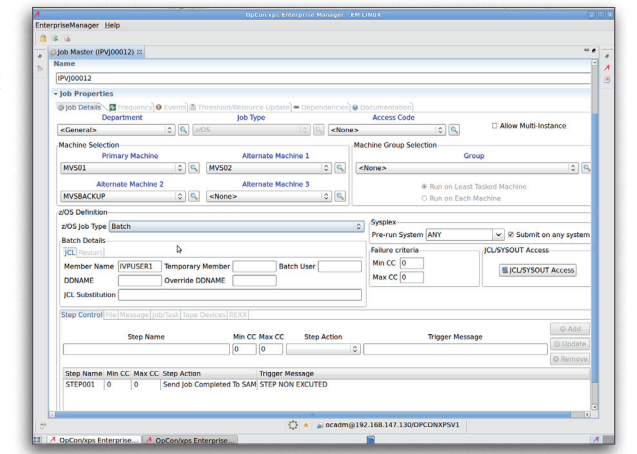 OpCon/xps Enterprise Manager - EM LINUX
EnterpriseManager Help
Job Master (IPVJ00012)
Name
IPVJ00012
Job Properties
Job Details Frequency Events Threshold/Resource Update Dependencies Documentation
Department Job Type Access Code
<General> z/OS <None> Allow Multi-Instance
Machine Selection Machine Group Selection
Primary Machine Alternate Machine 1 Group
MVS01 MVS02 <None>
Alternate Machine 2 Alternate Machine 3 Run on Least Tasked Machine
MVSBACKUP <None> Run on Each Machine
z/OS Definition
z/OS Job Type Batch Sysplex
Pre-run System ANY Submit on any system
Batch Details Failure criteria JCL/SYSOUT Access
JCL Restart Min CC 0
Member Name IVPUSER1 Temporary Member Batch User JCL/SYSOUT Access
DDNAME Override DDNAME Max CC 0
JCL Substitution
Step Control File Message Job/Task Tape Devices REXX
Add
Step Name Min CC Max CC Step Action Trigger Message
0 0 Update
Remove
Step Name Min CC Max CC Step Action Trigger Message
STEP001 0 0 Send Job Completed To SAM STEP NON EXCUTED
ocadm@192.168.147.130/OPCONXPSV1
OpCon/xps Enterprise... OpCon/xps Enterprise...